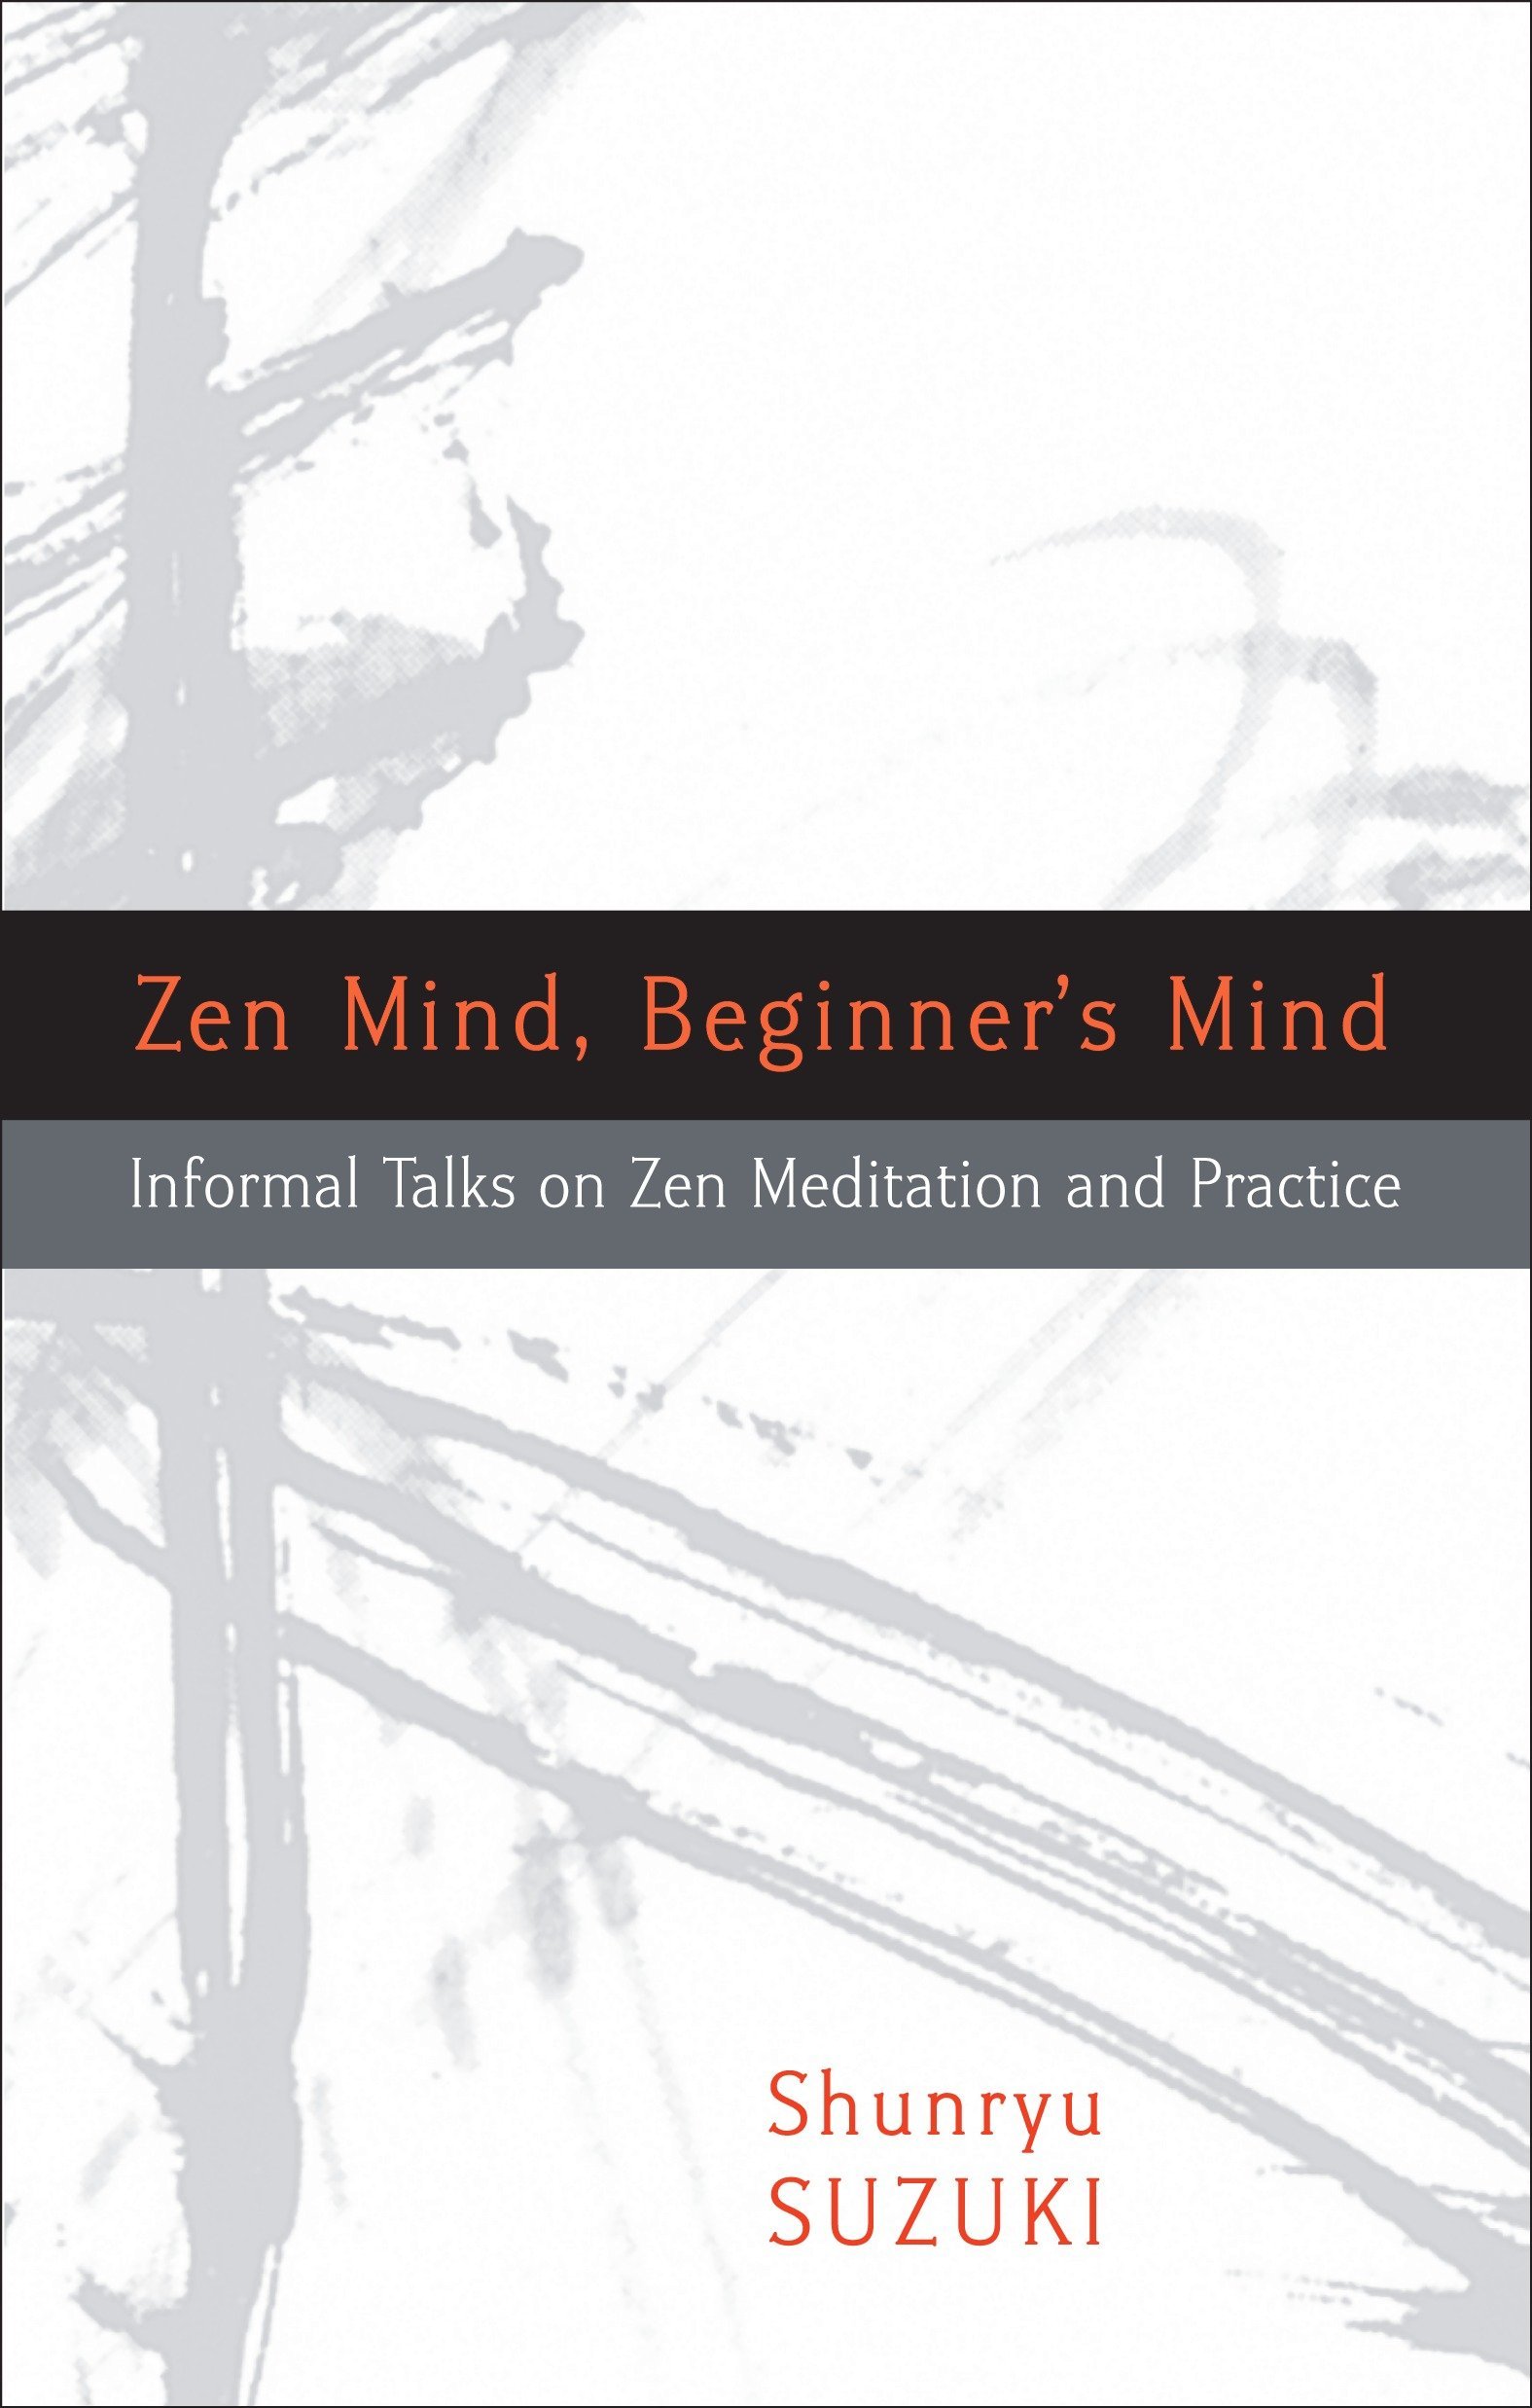 Zen Mind, Beginner’s Mind
Informal Talks on Zen Meditation and Practice
Shunryu
SUZUKI